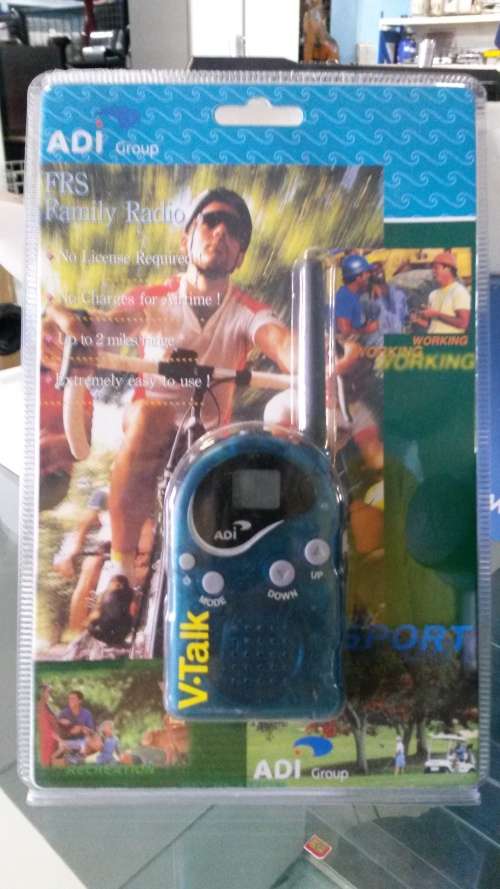 ADI Group
FRS
Family Radio
No License Required !
No Charges for Airtime !
Up to 2 miles range
Extremely easy to use !
WORKING
WORKING
WORKING
ADI
MODE
DOWN
UP
V·Talk
SPORT
RECREATION
ADI Group